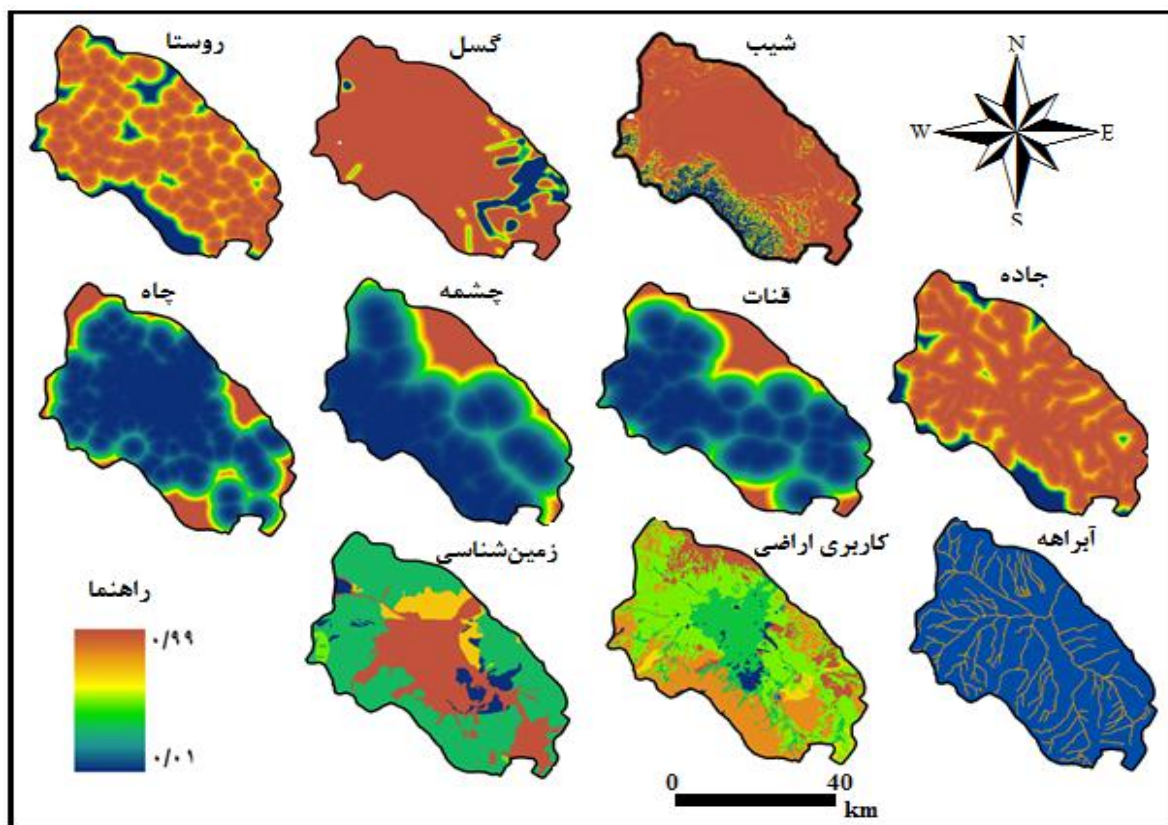 روستا
گسل
شیب
N
W
E
S
چاه
چشمه
قنات
جاده
زمین‌شناسی
کاربری اراضی
آبراهه
راهنما
۰/۹۹
۰/۰۱
0 40
km